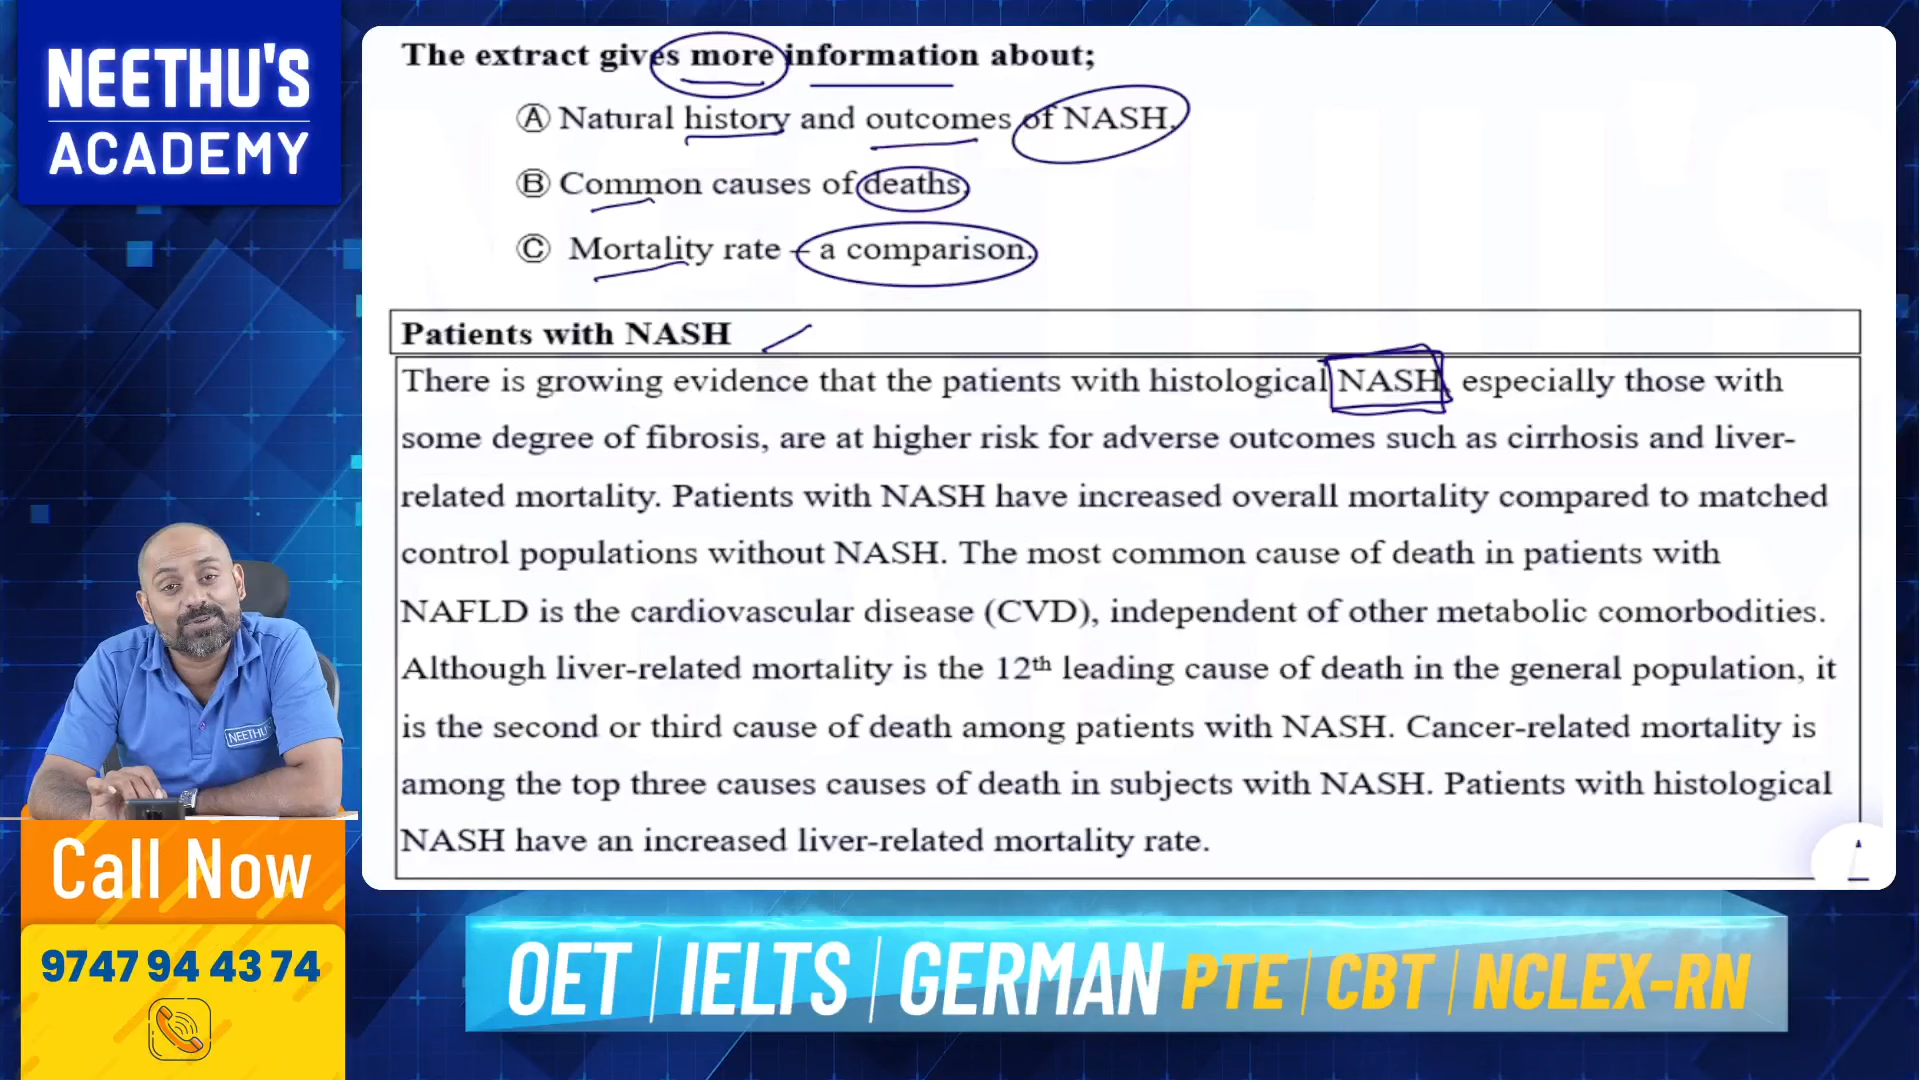 NEETHU'S
ACADEMY
The extract gives more information about;
Ⓐ Natural history and outcomes of NASH.
Ⓑ Common causes of deaths.
Ⓒ Mortality rate – a comparison.
Patients with NASH
There is growing evidence that the patients with histological NASH, especially those with
some degree of fibrosis, are at higher risk for adverse outcomes such as cirrhosis and liver-
related mortality. Patients with NASH have increased overall mortality compared to matched
control populations without NASH. The most common cause of death in patients with
NAFLD is the cardiovascular disease (CVD), independent of other metabolic comorbodities.
Although liver-related mortality is the 12th leading cause of death in the general population, it
is the second or third cause of death among patients with NASH. Cancer-related mortality is
among the top three causes causes of death in subjects with NASH. Patients with histological
NASH have an increased liver-related mortality rate.
NEETHU'
Call Now
9747 94 43 74
OET | IELTS | GERMAN PTE | CBT | NCLEX-RN